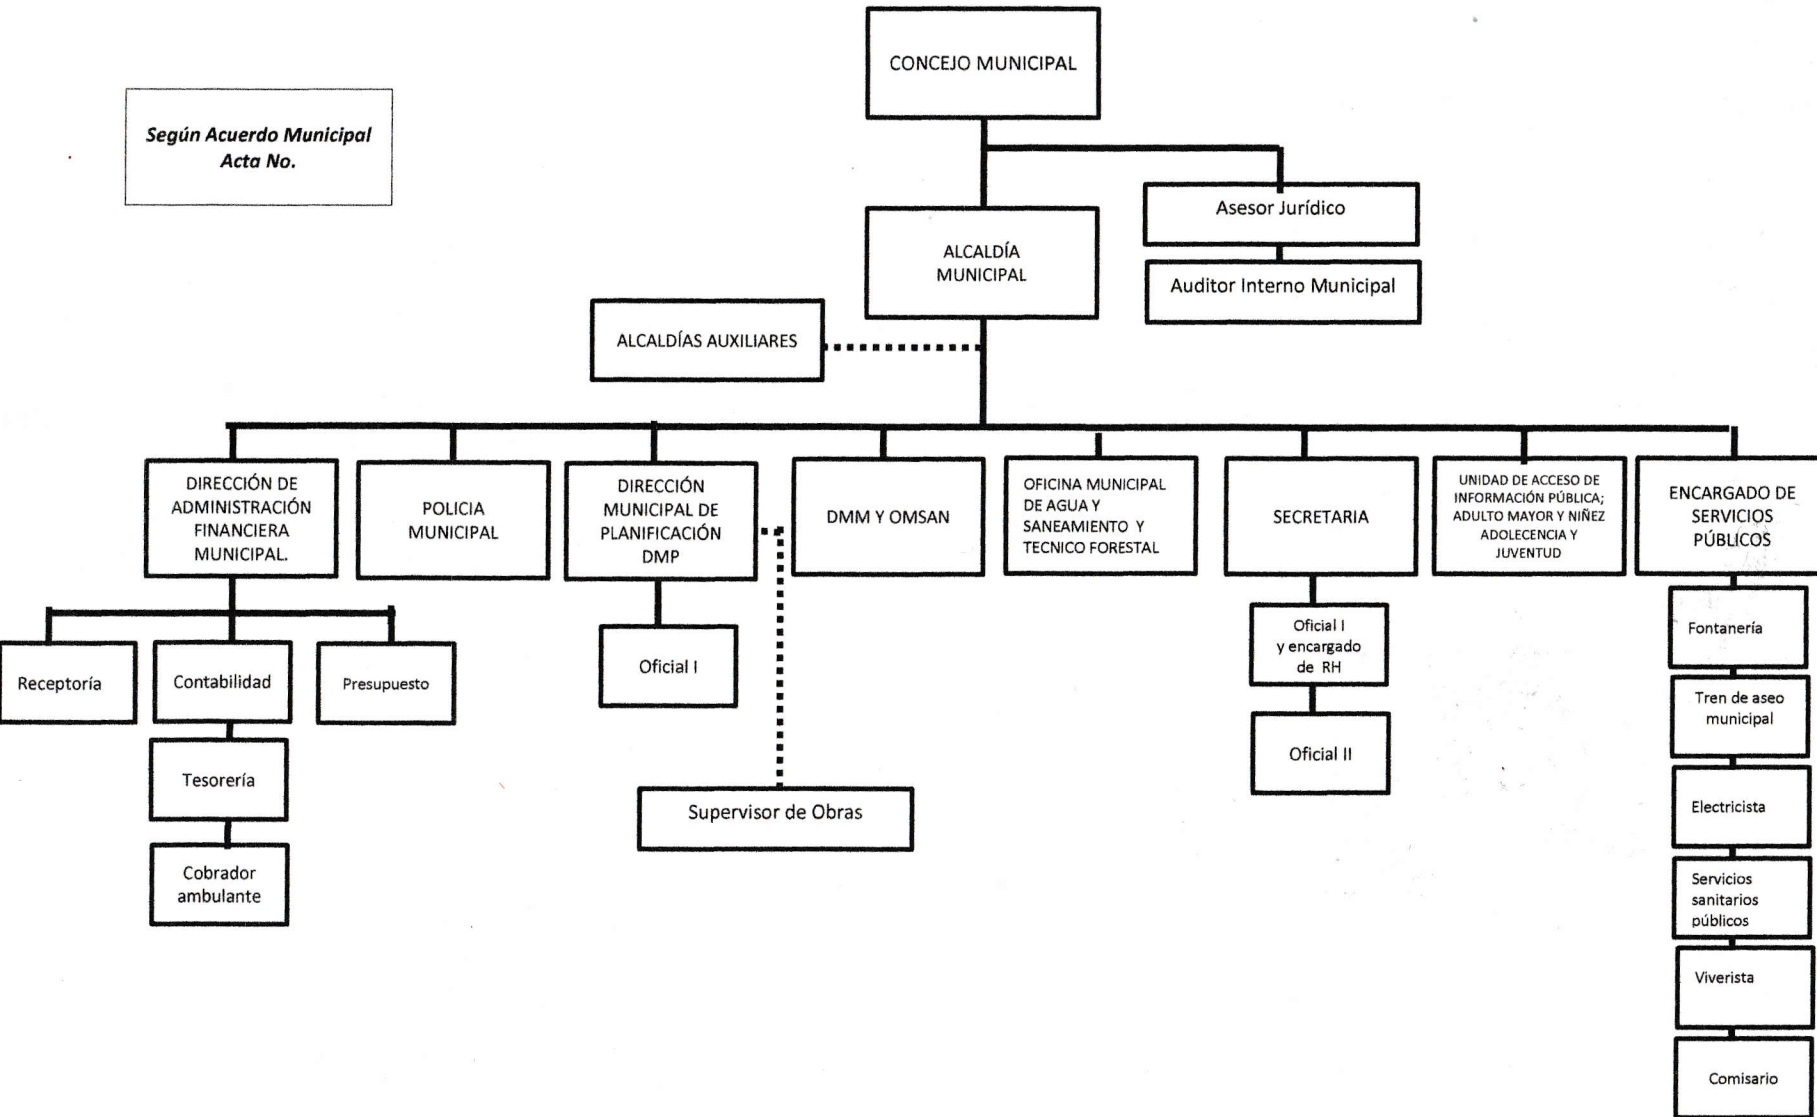 CONCEJO MUNICIPAL
Según Acuerdo Municipal
Acta No.
Asesor Jurídico
ALCALDÍA
MUNICIPAL
Auditor Interno Municipal
ALCALDÍAS AUXILIARES
DIRECCIÓN DE
ADMINISTRACIÓN
FINANCIERA
MUNICIPAL.
POLICIA
MUNICIPAL
DIRECCIÓN
MUNICIPAL DE
PLANIFICACIÓN
DMP
DMM Y OMSAN
OFICINA MUNICIPAL
DE AGUA Y
SANEAMIENTO Y
TECNICO FORESTAL
SECRETARIA
UNIDAD DE ACCESO DE
INFORMACIÓN PÚBLICA;
ADULTO MAYOR Y NIÑEZ
ADOLECENCIA Y
JUVENTUD
ENCARGADO DE
SERVICIOS
PÚBLICOS
Receptoría
Contabilidad
Presupuesto
Tesorería
Cobrador
ambulante
Oficial I
Supervisor de Obras
Oficial I
y encargado
de RH
Oficial II
Fontanería
Tren de aseo
municipal
Electricista
Servicios
sanitarios
públicos
Viverista
Comisario